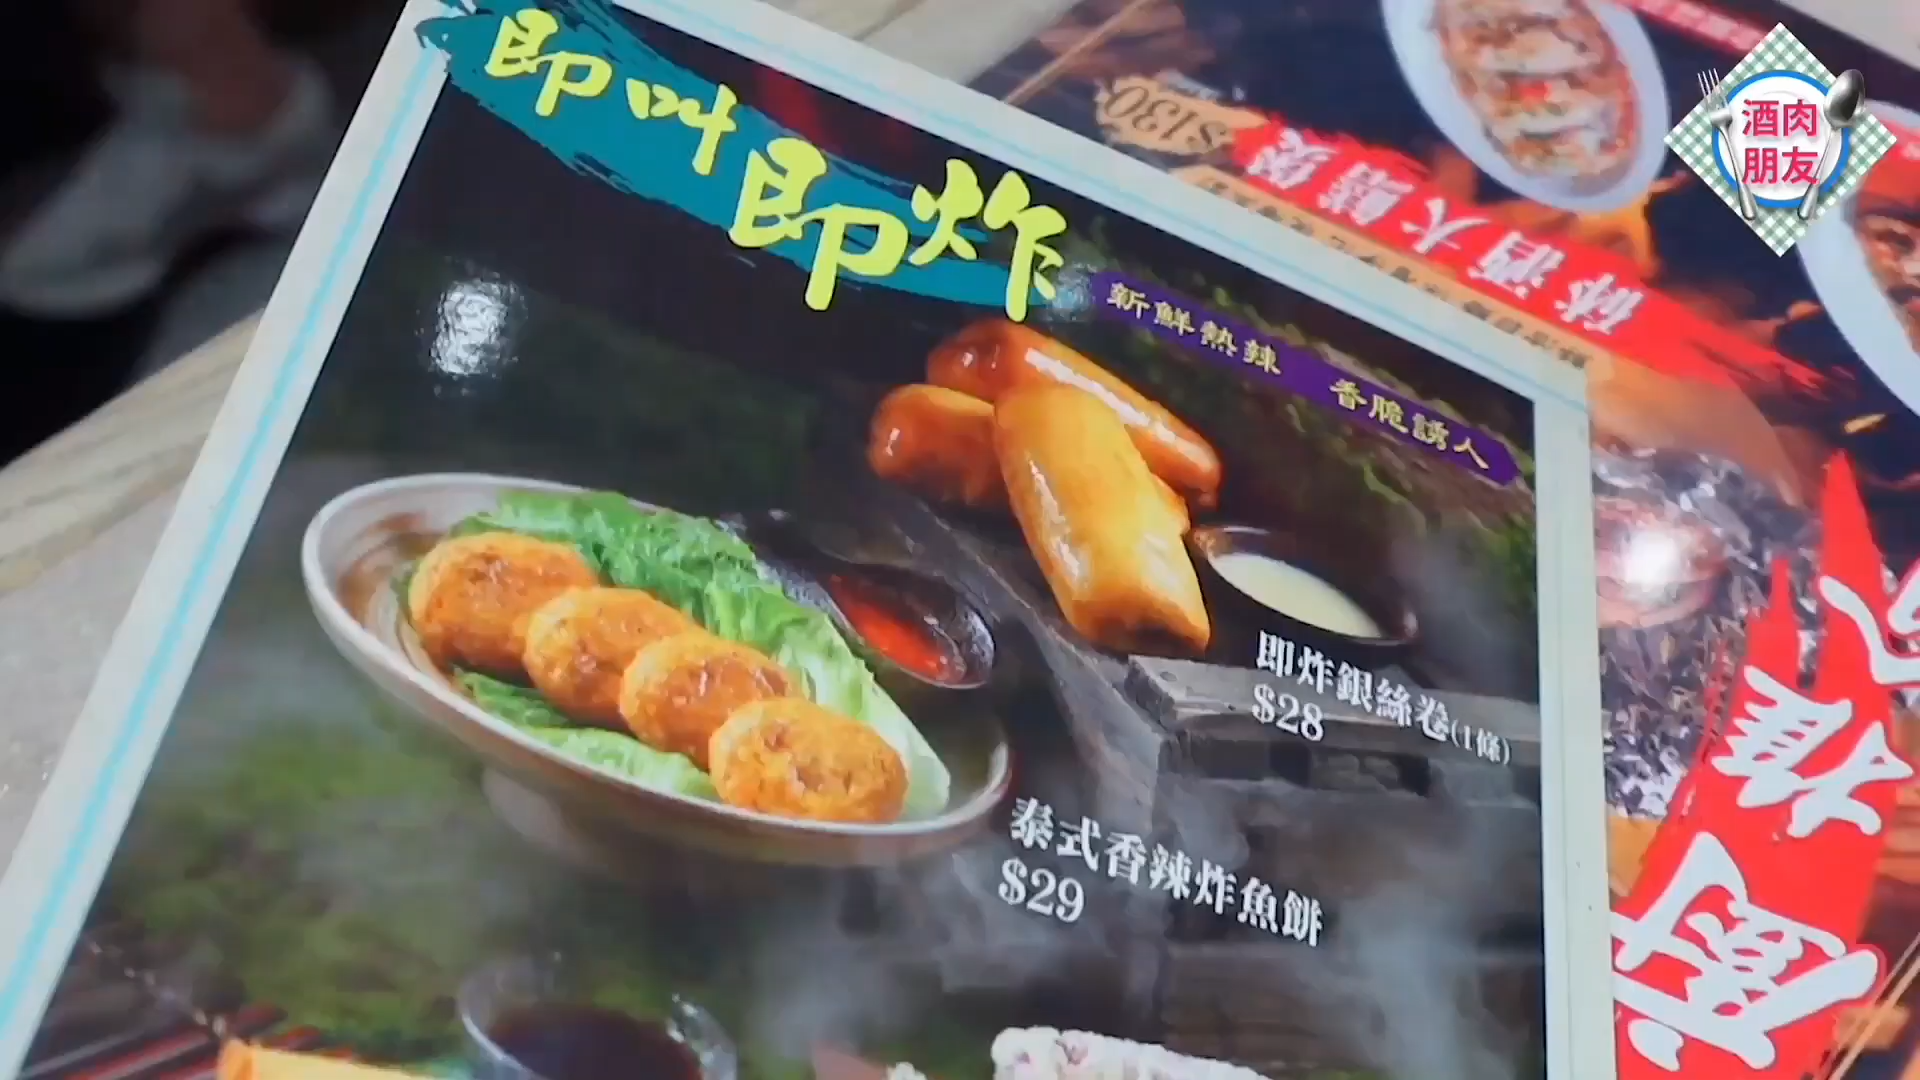 即叫即炸
新鮮熱辣 香脆誘人
即炸銀絲卷(1條)
$28
泰式香辣炸魚餅
$29
$130
酒肉
朋友